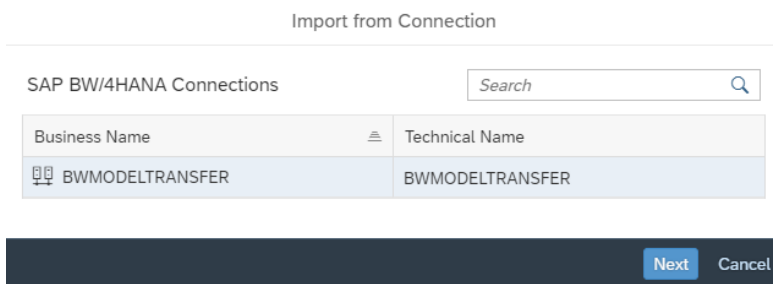 Import from Connection
SAP BW/4HANA Connections Search
Business Name Technical Name
BWMODELTRANSFER BWMODELTRANSFER
Next Cancel